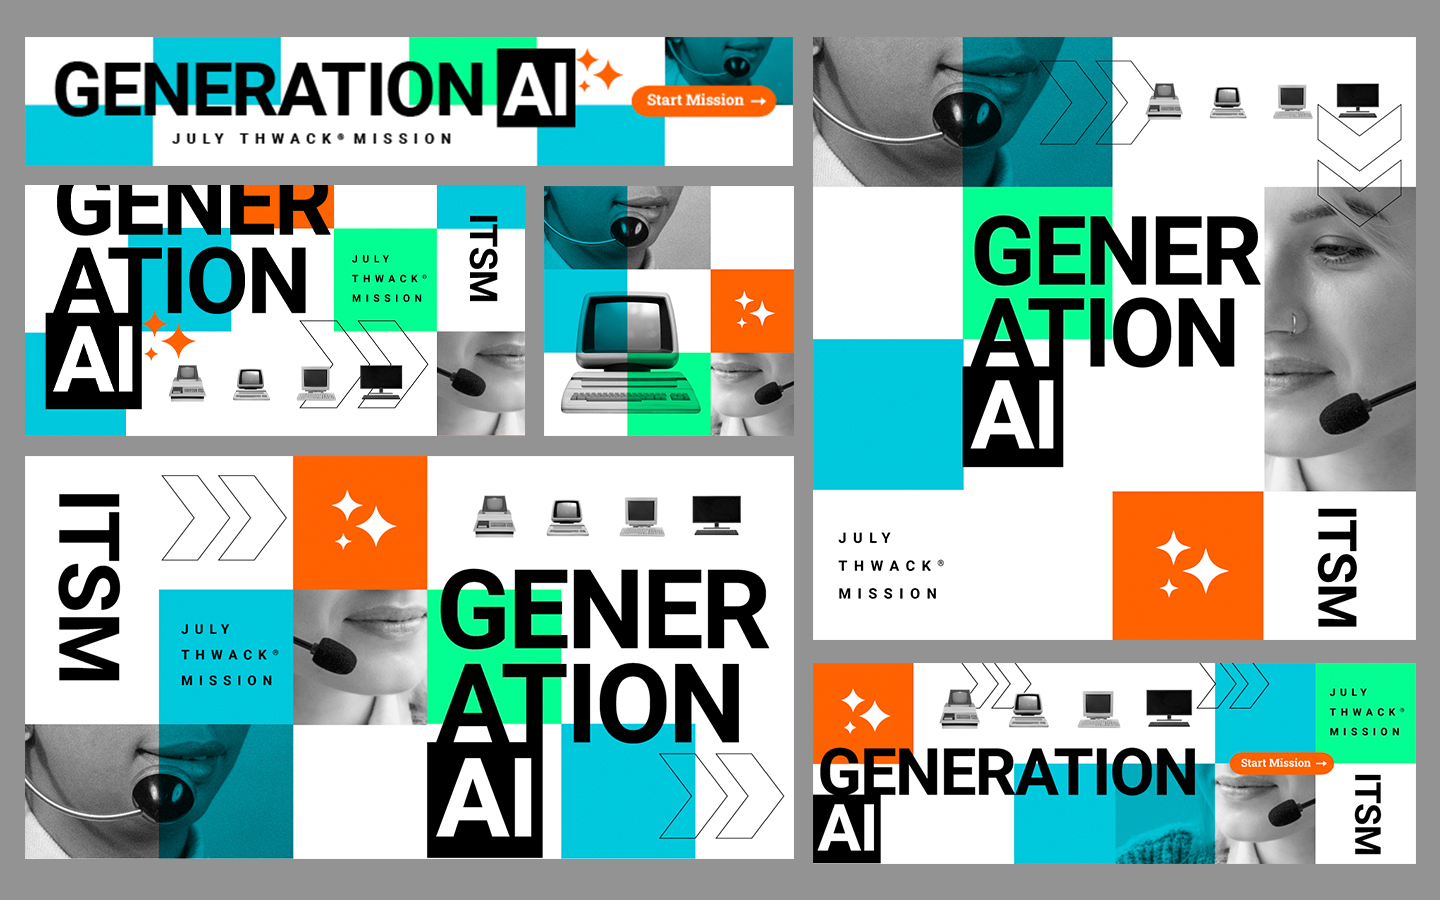 GENERATION AI
JULY THWACK® MISSION
Start Mission →
GENER
ATION
AI
JULY
THWACK®
MISSION
ITSM
ITSM
JULY
THWACK®
MISSION
GENER
ATION
AI
GENER
ATION
AI
JULY
THWACK®
MISSION
ITSM
JULY
THWACK®
MISSION
GENERATION
AI
Start Mission →
ITSM